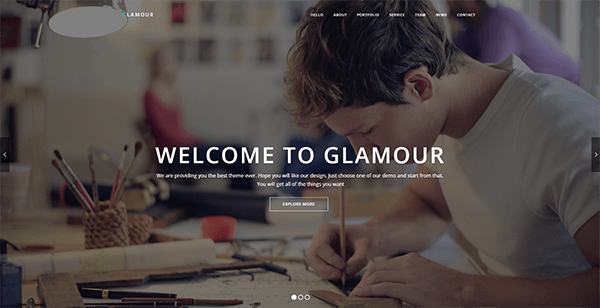 GLAMOUR
HELLO ABOUT PORTFOLIO SERVICE TEAM NEWS CONTACT
WELCOME TO GLAMOUR
We are providing you the best theme ever. Hope you will like our design. Just choose one of our demo and start from that.
You will get all of the things you want
EXPLORE MORE